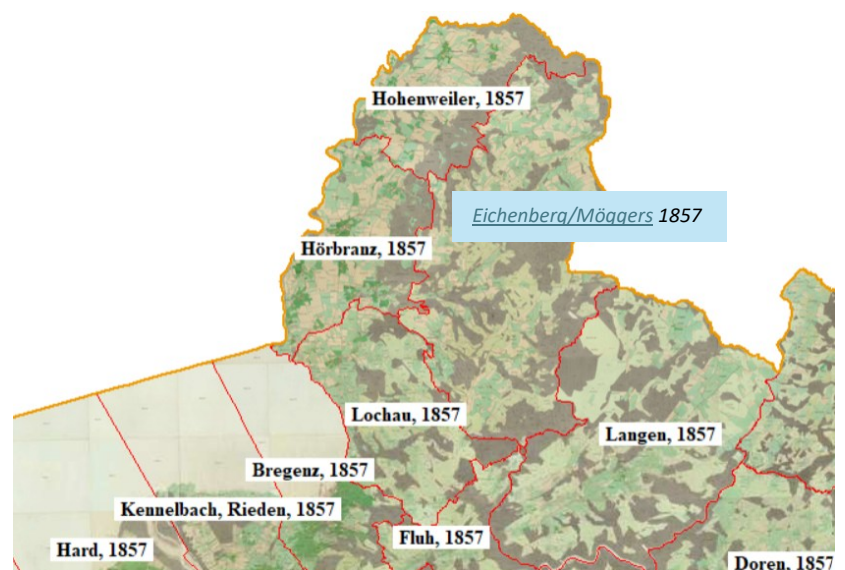 Hohenweiler, 1857
Eichenberg/Möggers 1857
Hörbranz, 1857
Lochau, 1857
Langen, 1857
Bregenz, 1857
Kennelbach, Rieden, 1857
Fluh, 1857
Hard, 1857
Doren, 1857